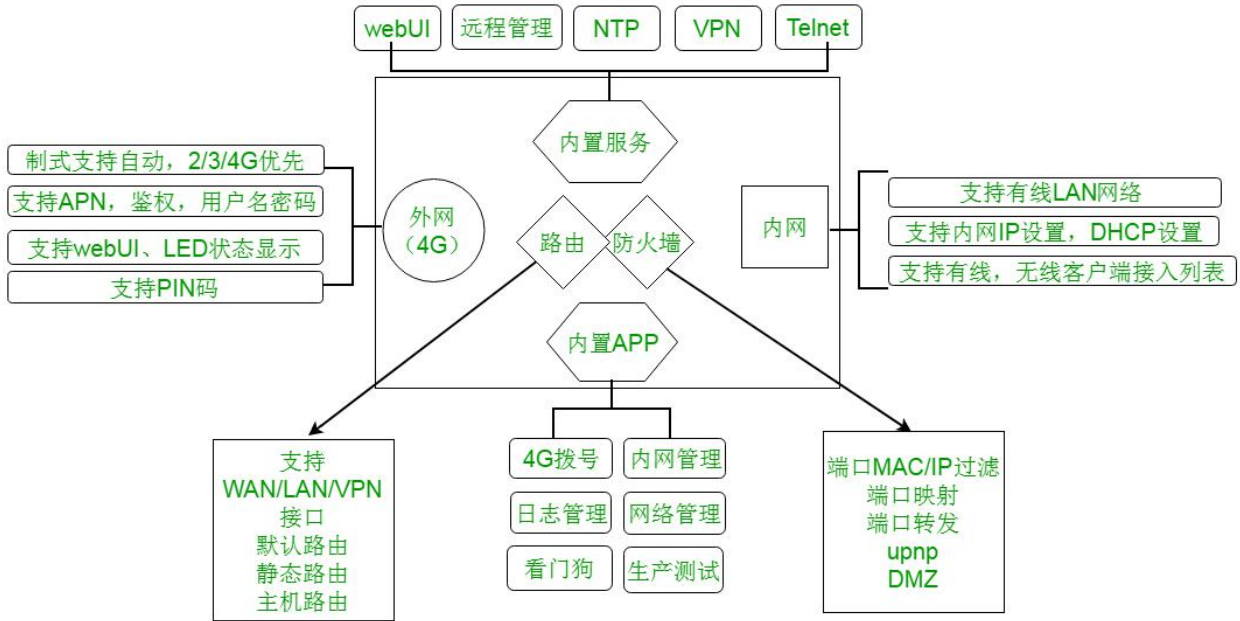 webUI
远程管理
NTP
VPN
Telnet
内置服务
制式支持自动，2/3/4G优先
支持APN，鉴权，用户名密码
支持webUI、LED状态显示
支持PIN码
外网
（4G）
路由
防火墙
内网
支持有线LAN网络
支持内网IP设置，DHCP设置
支持有线，无线客户端接入列表
内置APP
支持
WAN/LAN/VPN
接口
默认路由
静态路由
主机路由
4G拨号
内网管理
日志管理
网络管理
看门狗
生产测试
端口MAC/IP过滤
端口映射
端口转发
upnp
DMZ